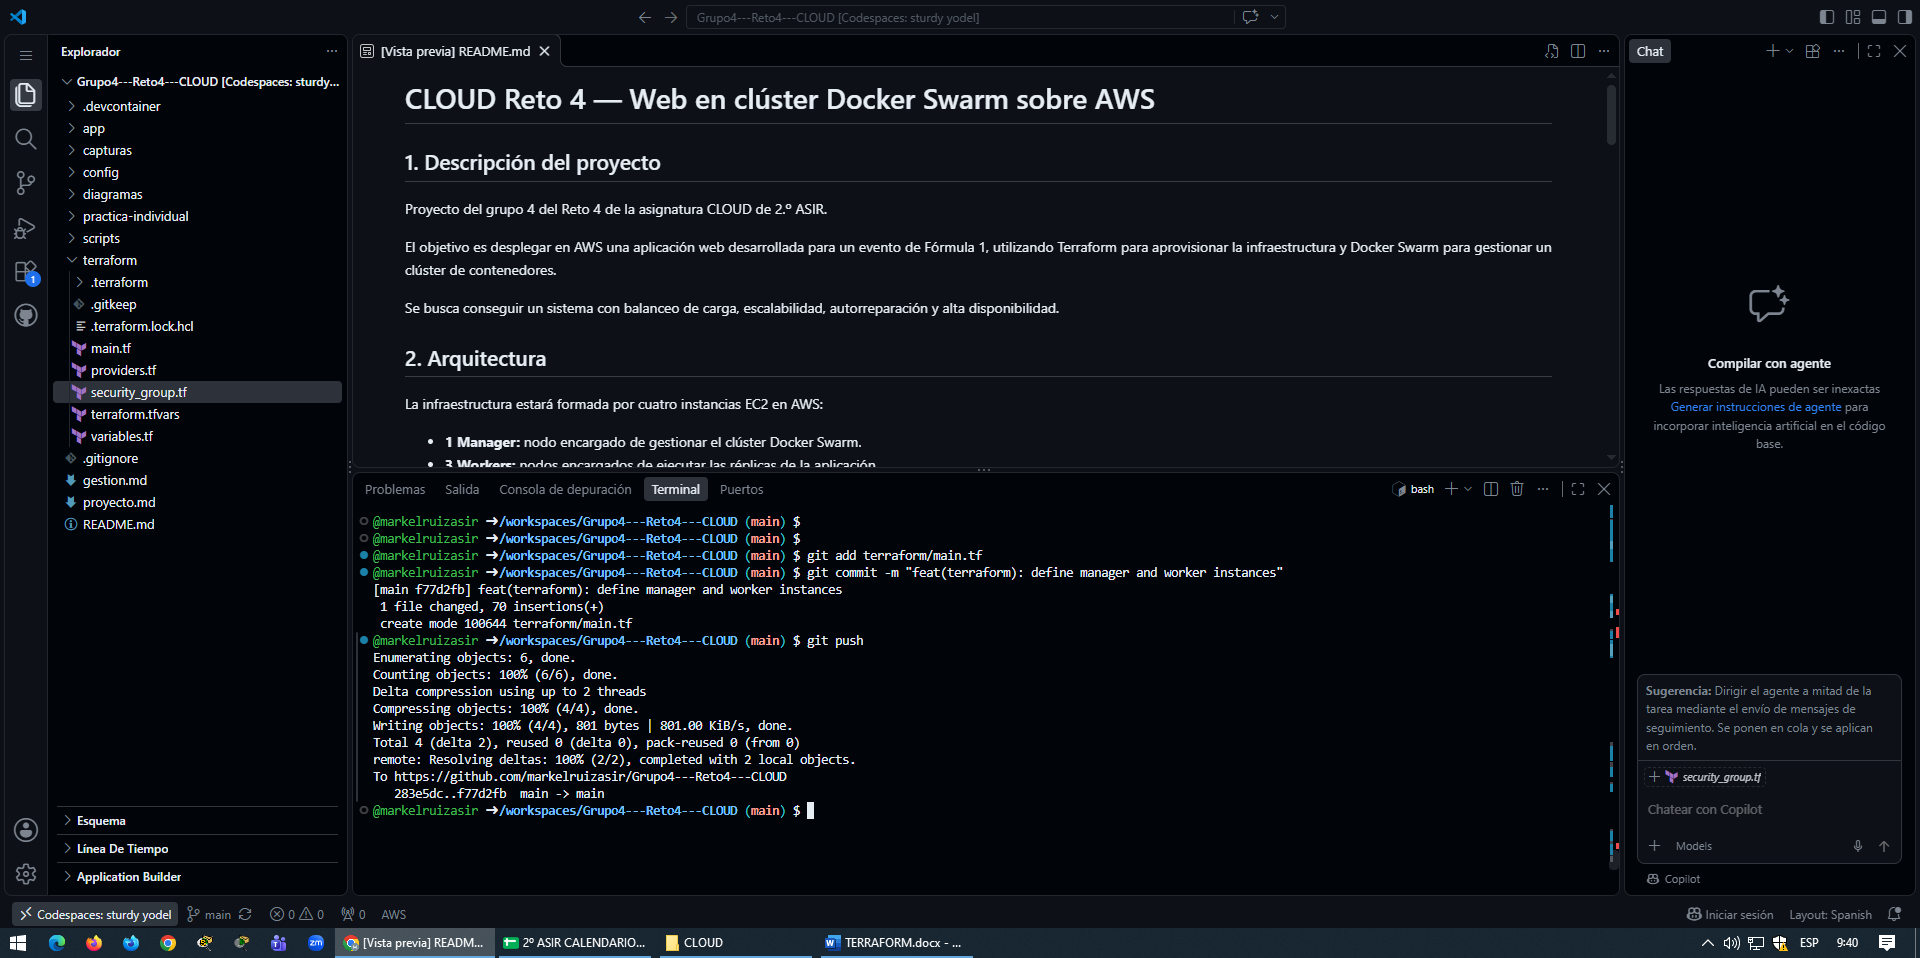 Grupo4---Reto4---CLOUD [Codespaces: sturdy yodel]
Explorador
Grupo4---Reto4---CLOUD [Codespaces: sturdy...
.devcontainer
app
capturas
config
diagramas
practica-individual
scripts
terraform
.terraform
.gitkeep
.terraform.lock.hcl
main.tf
providers.tf
security_group.tf
terraform.tfvars
variables.tf
.gitignore
gestion.md
proyecto.md
README.md
Esquema
Línea De Tiempo
Application Builder
1
[Vista previa] README.md
CLOUD Reto 4 — Web en clúster Docker Swarm sobre AWS
1. Descripción del proyecto
Proyecto del grupo 4 del Reto 4 de la asignatura CLOUD de 2.º ASIR.
El objetivo es desplegar en AWS una aplicación web desarrollada para un evento de Fórmula 1, utilizando Terraform para aprovisionar la infraestructura y Docker Swarm para gestionar un
clúster de contenedores.
Se busca conseguir un sistema con balanceo de carga, escalabilidad, autorreparación y alta disponibilidad.
2. Arquitectura
La infraestructura estará formada por cuatro instancias EC2 en AWS:
• 1 Manager: nodo encargado de gestionar el clúster Docker Swarm.
• 3 Workers: nodos encargados de ejecutar las réplicas de la aplicación.
Problemas Salida Consola de depuración Terminal Puertos
bash
@markelruizasir ➜/workspaces/Grupo4---Reto4---CLOUD (main) $
@markelruizasir ➜/workspaces/Grupo4---Reto4---CLOUD (main) $
@markelruizasir ➜/workspaces/Grupo4---Reto4---CLOUD (main) $ git add terraform/main.tf
@markelruizasir ➜/workspaces/Grupo4---Reto4---CLOUD (main) $ git commit -m "feat(terraform): define manager and worker instances"
[main f77d2fb] feat(terraform): define manager and worker instances
1 file changed, 70 insertions(+)
create mode 100644 terraform/main.tf
@markelruizasir ➜/workspaces/Grupo4---Reto4---CLOUD (main) $ git push
Enumerating objects: 6, done.
Counting objects: 100% (6/6), done.
Delta compression using up to 2 threads
Compressing objects: 100% (4/4), done.
Writing objects: 100% (4/4), 801 bytes | 801.00 KiB/s, done.
Total 4 (delta 2), reused 0 (delta 0), pack-reused 0 (from 0)
remote: Resolving deltas: 100% (2/2), completed with 2 local objects.
To https://github.com/markelruizasir/Grupo4---Reto4---CLOUD
283e5dc..f77d2fb  main -> main
@markelruizasir ➜/workspaces/Grupo4---Reto4---CLOUD (main) $
Chat
Compilar con agente
Las respuestas de IA pueden ser inexactas
Generar instrucciones de agente para
incorporar inteligencia artificial en el código
base.
Sugerencia: Dirigir el agente a mitad de la
tarea mediante el envío de mensajes de
seguimiento. Se ponen en cola y se aplican
en orden.
security_group.tf
Chatear con Copilot
Models
Copilot
Codespaces: sturdy yodel main 0 0 0 AWS
Iniciar sesión Layout: Spanish
[Vista previa] READM...
2º ASIR CALENDARIO...
CLOUD
TERRAFORM.docx - ...
ESP
9:40